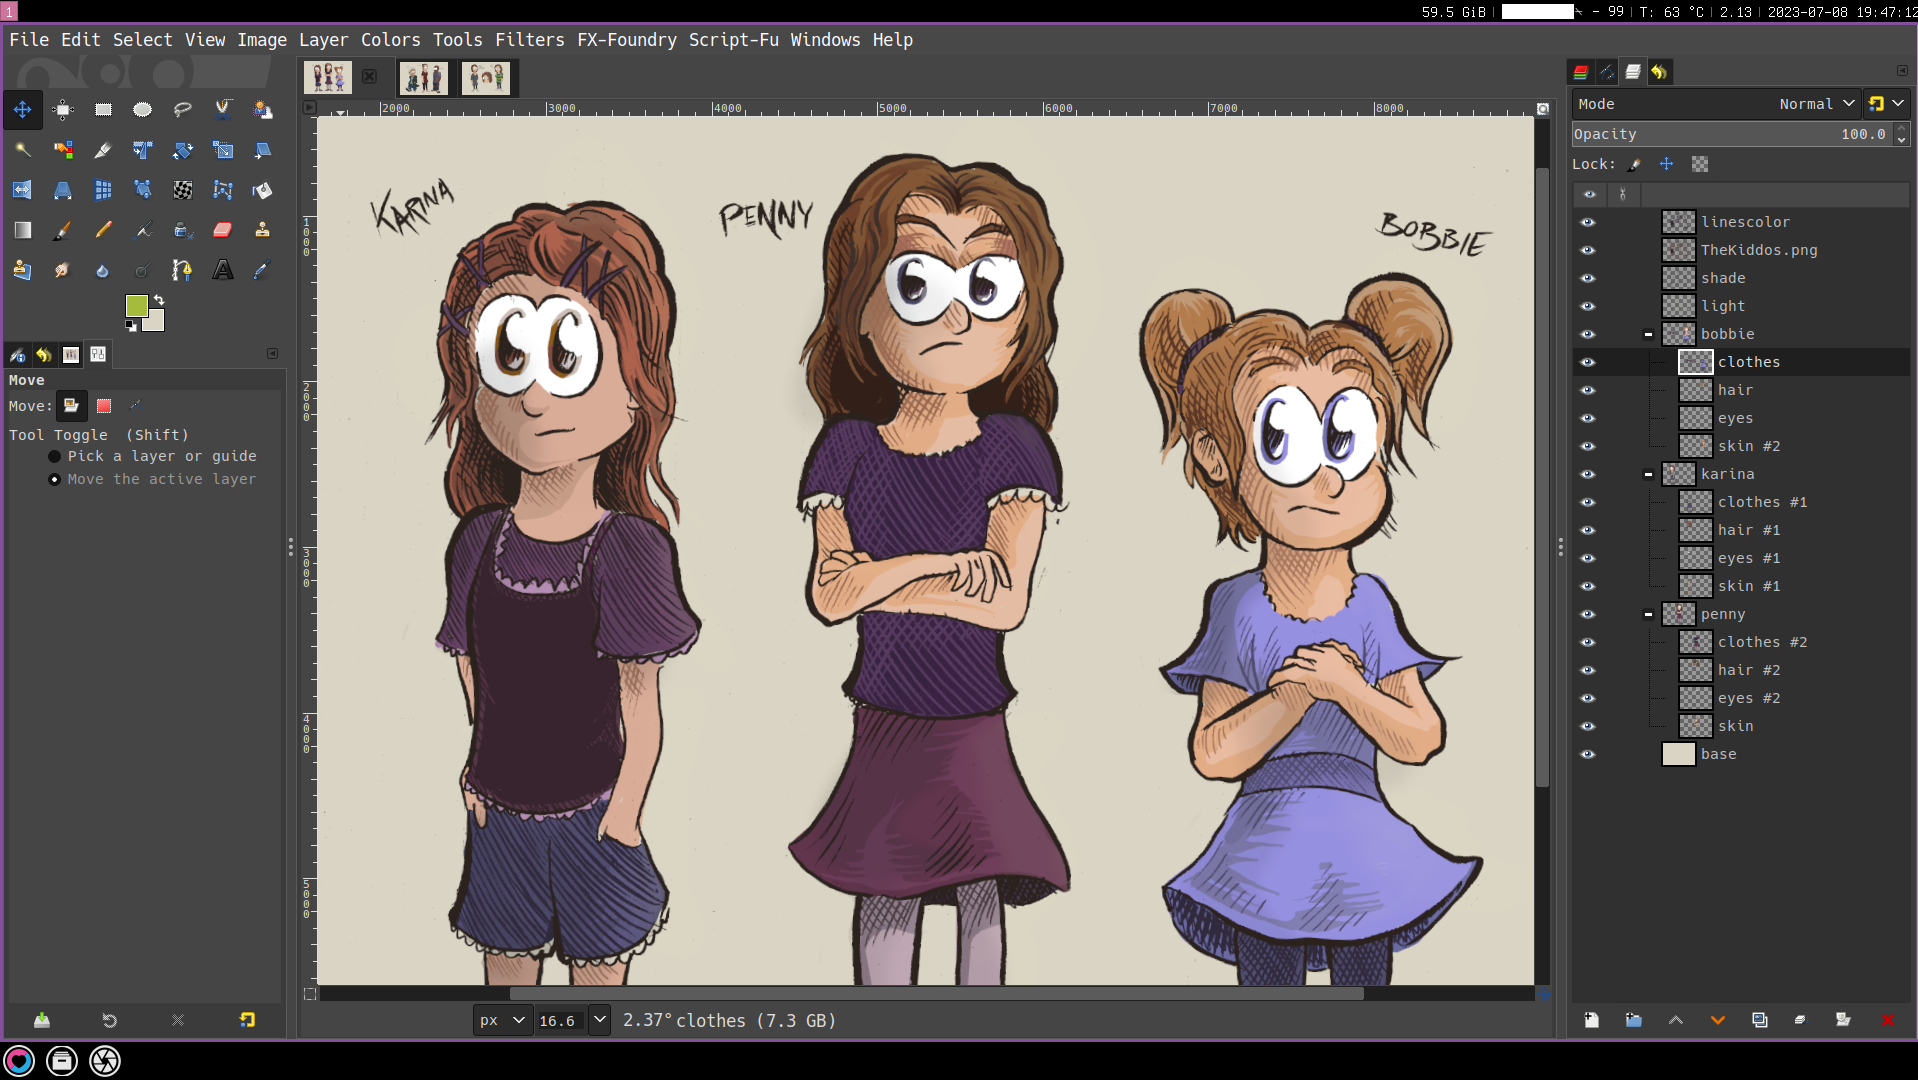 1
59.5 GiB
- 99 | T: 63 °C | 2.13 | 2023-07-08 19:47:12
File Edit Select View Image Layer Colors Tools Filters FX-Foundry Script-Fu Windows Help
2000 3000 4000 5000 6000 7000 8000
1000
2000
3000
4000
5000
KARINA
PENNY
BOBBIE
Move
Move:
Tool Toggle (Shift)
Pick a layer or guide
Move the active layer
px 16.6 2.37° clothes (7.3 GB)
Mode Normal
Opacity 100.0
Lock:
linescolor
TheKiddos.png
shade
light
bobbie
clothes
hair
eyes
skin #2
karina
clothes #1
hair #1
eyes #1
skin #1
penny
clothes #2
hair #2
eyes #2
skin
base